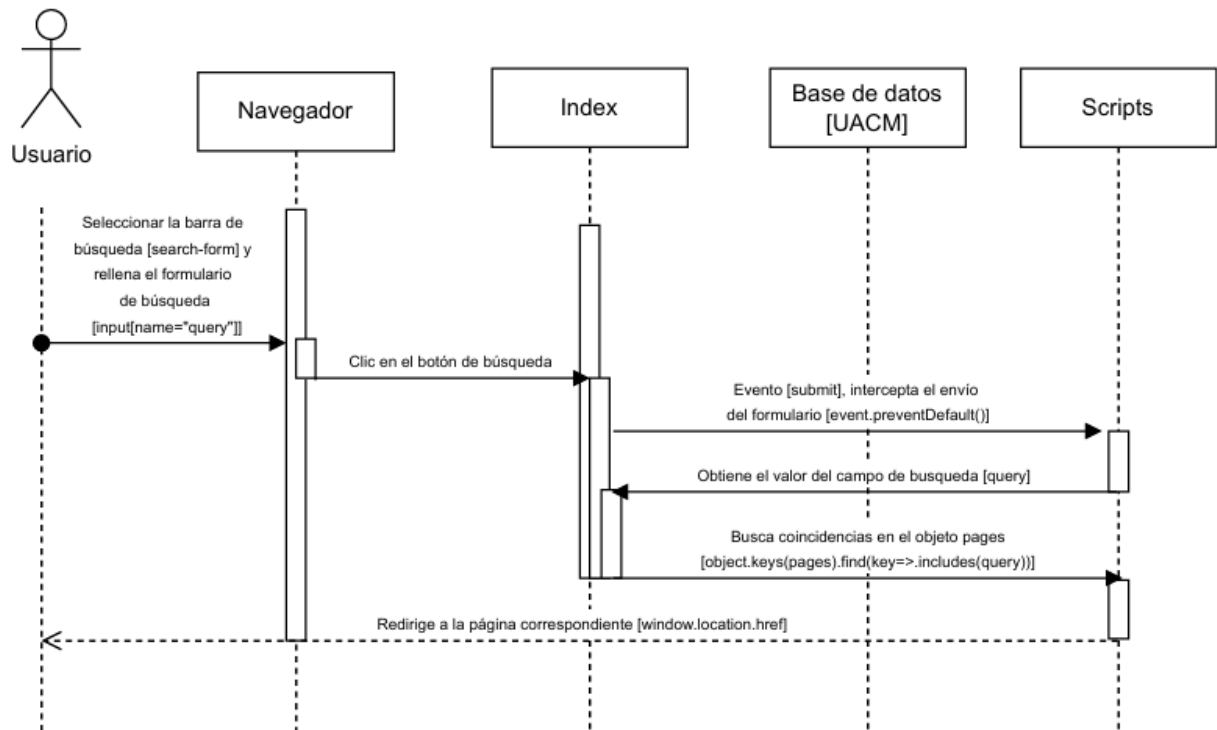 Usuario
Navegador
Index
Base de datos
[UACM]
Scripts
Seleccionar la barra de
búsqueda [search-form] y
rellena el formulario
de búsqueda
[input[name="query"]]
Clic en el botón de búsqueda
Evento [submit], intercepta el envío
del formulario [event.preventDefault()]
Obtiene el valor del campo de busqueda [query]
Busca coincidencias en el objeto pages
[object.keys(pages).find(key=>.includes(query))]
Redirige a la página correspondiente [window.location.href]